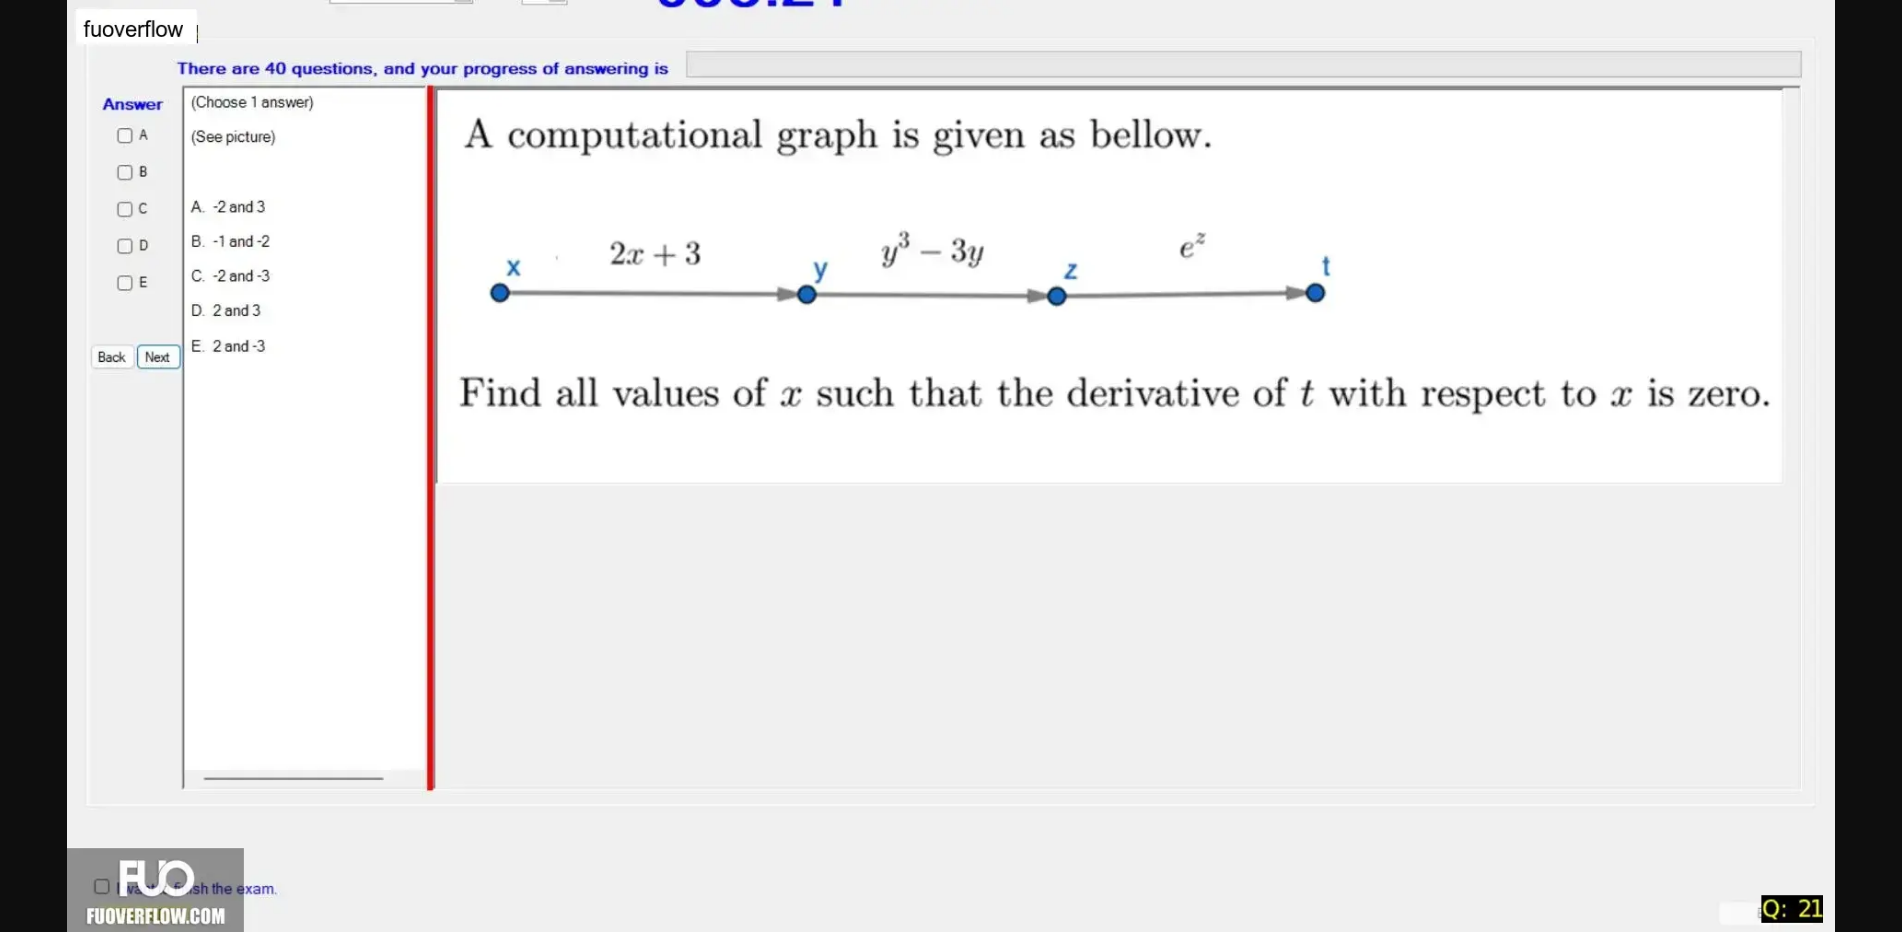 fuoverflow
There are 40 questions, and your progress of answering is
Answer
A
B
C
D
E
Back
Next
(Choose 1 answer)
(See picture)
A. -2 and 3
B. -1 and -2
C. -2 and -3
D. 2 and 3
E. 2 and -3
A computational graph is given as bellow.
2x + 3
y³ − 3y
e^z
x
y
z
t
Find all values of x such that the derivative of t with respect to x is zero.
FUO
sh the exam.
FUOVERFLOW.COM
Q: 21